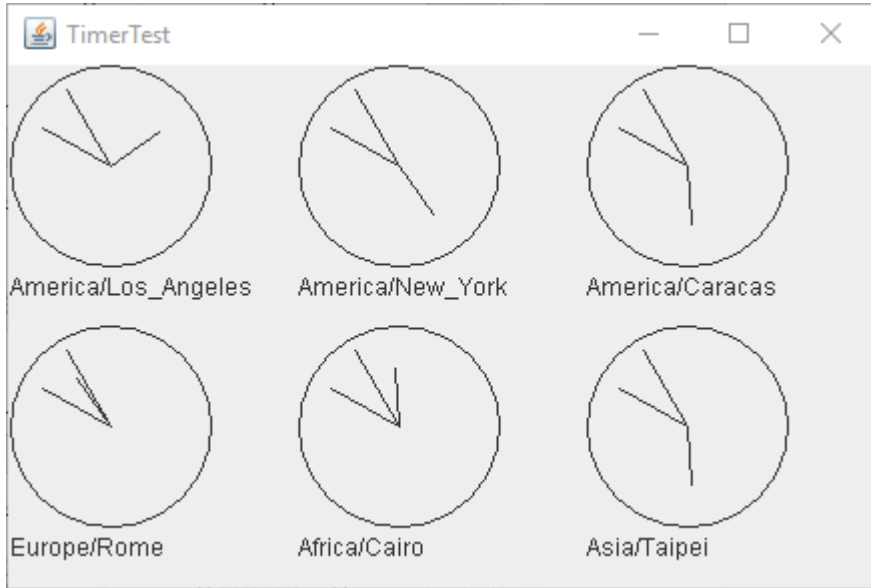 TimerTest
America/Los_Angeles
America/New_York
America/Caracas
Europe/Rome
Africa/Cairo
Asia/Taipei